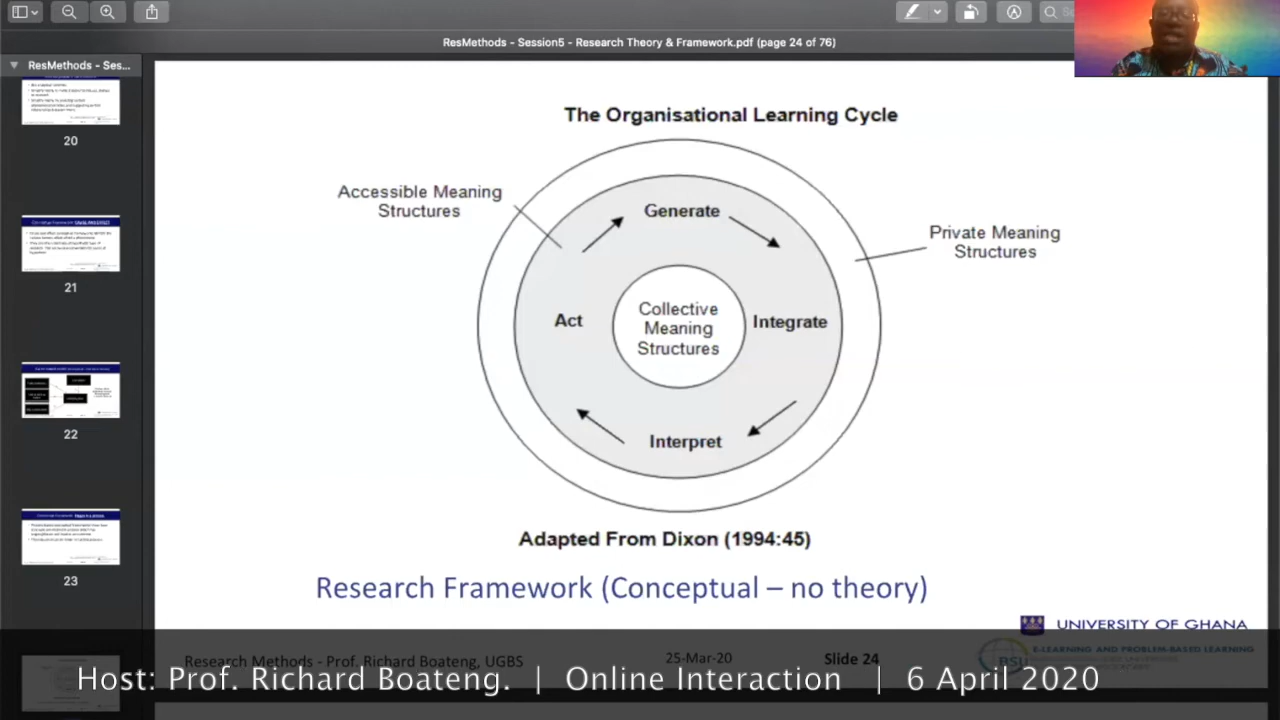 ResMethods - Session5 - Research Theory & Framework.pdf (page 24 of 76)
ResMethods - Ses...
20
21
22
23
The Organisational Learning Cycle
Accessible Meaning
Structures
Generate
Private Meaning
Structures
Act
Collective
Meaning
Structures
Integrate
Interpret
Adapted From Dixon (1994:45)
Research Framework (Conceptual – no theory)
UNIVERSITY OF GHANA
E-LEARNING AND PROBLEM-BASED LEARNING
Research Methods - Prof. Richard Boateng, UGBS
25-Mar-20
Slide 24
Host: Prof. Richard Boateng. | Online Interaction | 6 April 2020